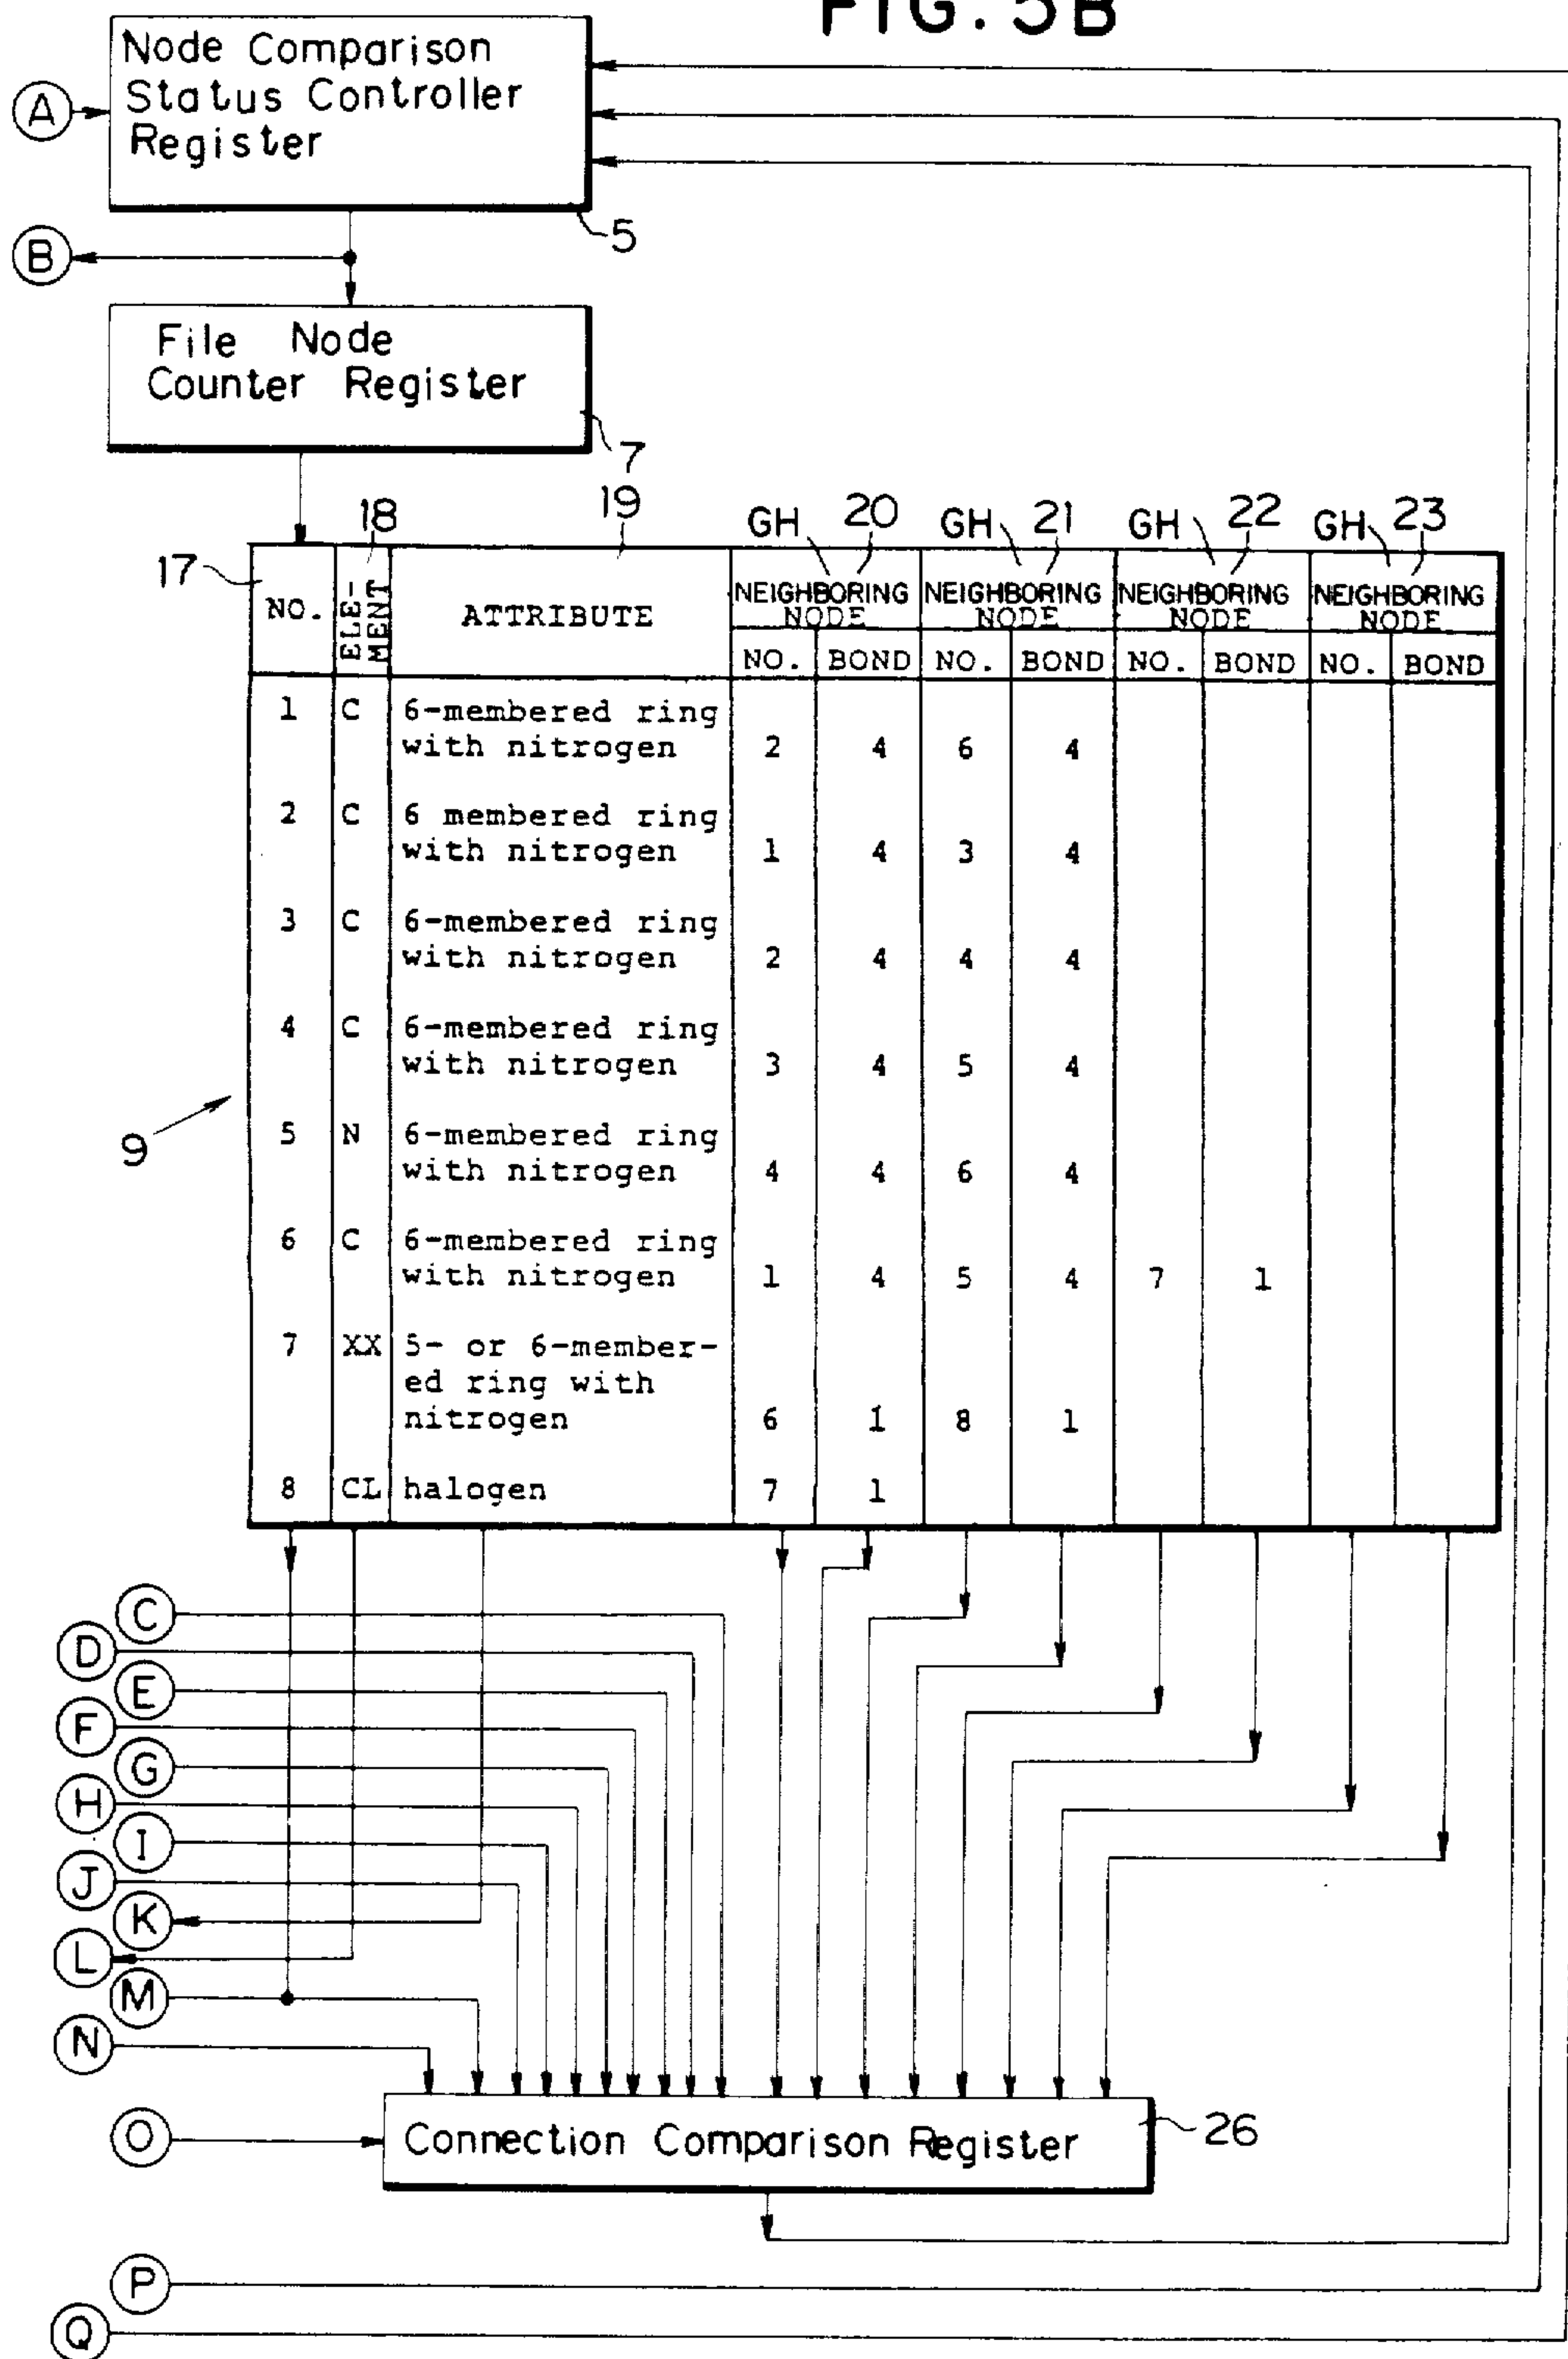 FIG. 5B
Node Comparison
Status Controller
Register
A
5
B
File Node
Counter Register
7
17
18
19
GH 20
GH 21
GH 22
GH 23
NO.
ELE-
MENT
ATTRIBUTE
NEIGHBORING
NODE
NEIGHBORING
NODE
NEIGHBORING
NODE
NEIGHBORING
NODE
NO. BOND NO. BOND NO. BOND NO. BOND
1 C 6-membered ring
with nitrogen 2 4 6 4
2 C 6 membered ring
with nitrogen 1 4 3 4
3 C 6-membered ring
with nitrogen 2 4 4 4
4 C 6-membered ring
with nitrogen 3 4 5 4
5 N 6-membered ring
with nitrogen 4 4 6 4
6 C 6-membered ring
with nitrogen 1 4 5 4 7 1
7 XX 5- or 6-member-
ed ring with
nitrogen 6 1 8 1
8 CL halogen 7 1
9
C
D
E
F
G
H
I
J
K
L
M
N
O
Connection Comparison Register
26
P
Q